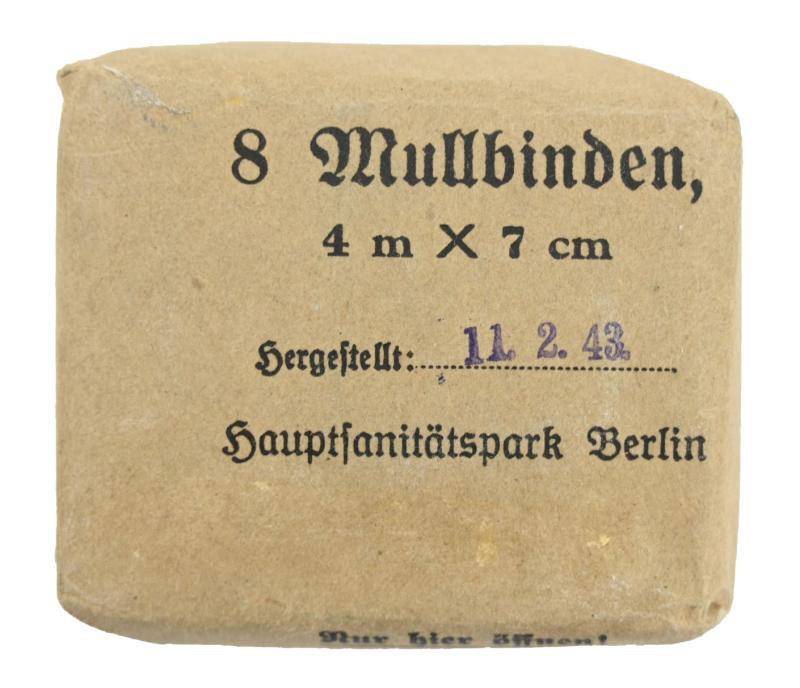 8 Mullbinden,
4 m X 7 cm
Hergeſtellt: 11. 2. 43.
Hauptſanitätspark Berlin
Nur hier öffnen!